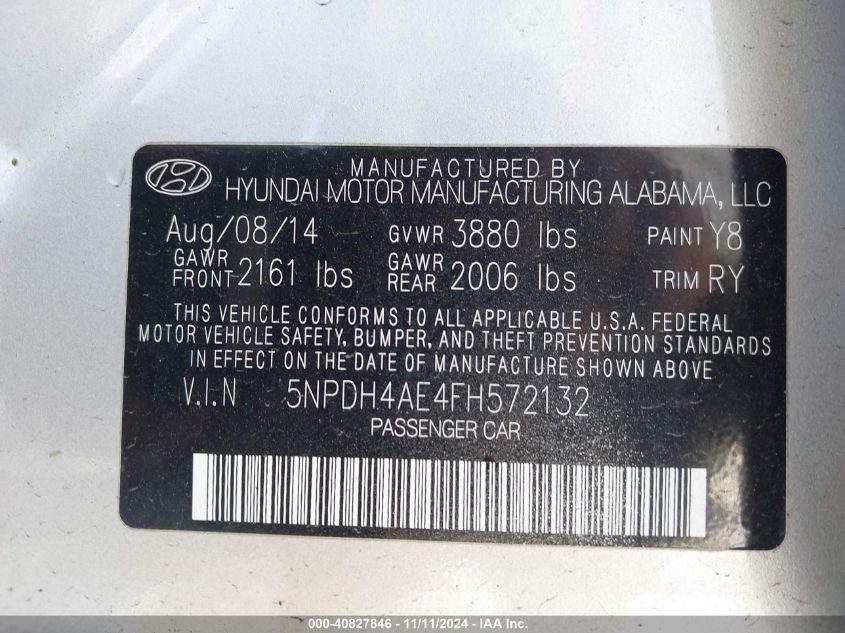 MANUFACTURED BY
HYUNDAI MOTOR MANUFACTURING ALABAMA, LLC
Aug/08/14 GVWR 3880 lbs PAINT Y8
GAWR FRONT 2161 lbs GAWR REAR 2006 lbs TRIM RY
THIS VEHICLE CONFORMS TO ALL APPLICABLE U.S.A. FEDERAL
MOTOR VEHICLE SAFETY, BUMPER, AND THEFT PREVENTION STANDARDS
IN EFFECT ON THE DATE OF MANUFACTURE SHOWN ABOVE
V.I.N 5NPDH4AE4FH572132
PASSENGER CAR
000-40827846 - 11/11/2024 - IAA Inc.